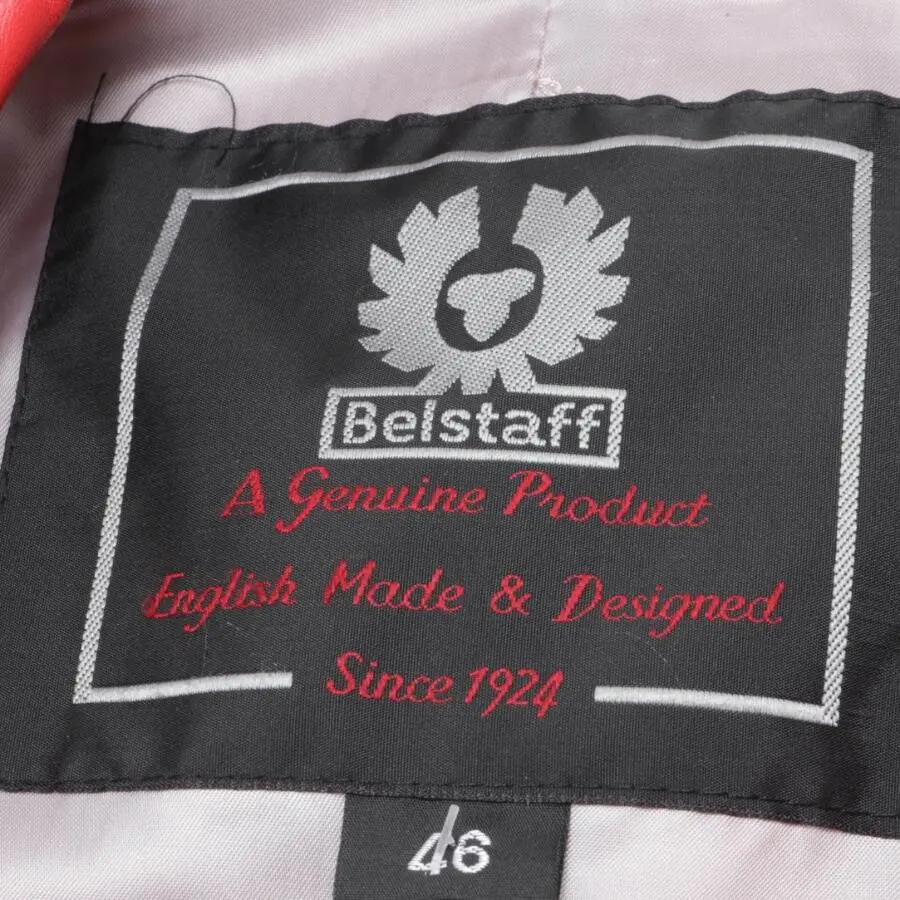 Belstaff
A Genuine Product
English Made & Designed
Since 1924
46